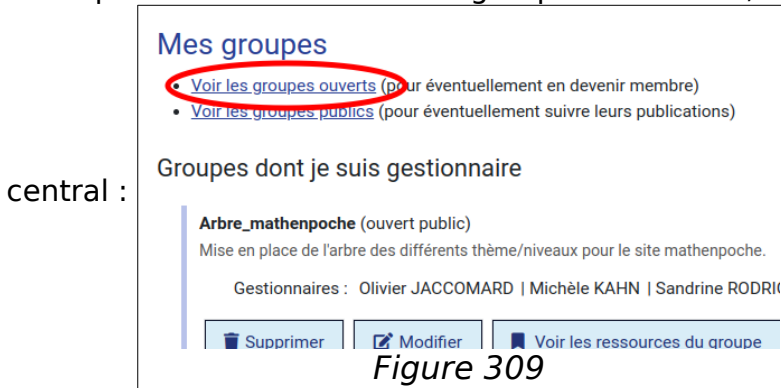 Mes groupes
• Voir les groupes ouverts (pour éventuellement en devenir membre)
• Voir les groupes publics (pour éventuellement suivre leurs publications)
Groupes dont je suis gestionnaire
central :
Arbre_mathenpoche (ouvert public)
Mise en place de l'arbre des différents thème/niveaux pour le site mathenpoche.
Gestionnaires : Olivier JACCOMARD | Michèle KAHN | Sandrine
Supprimer Modifier Voir les ressources du groupe
Figure 309